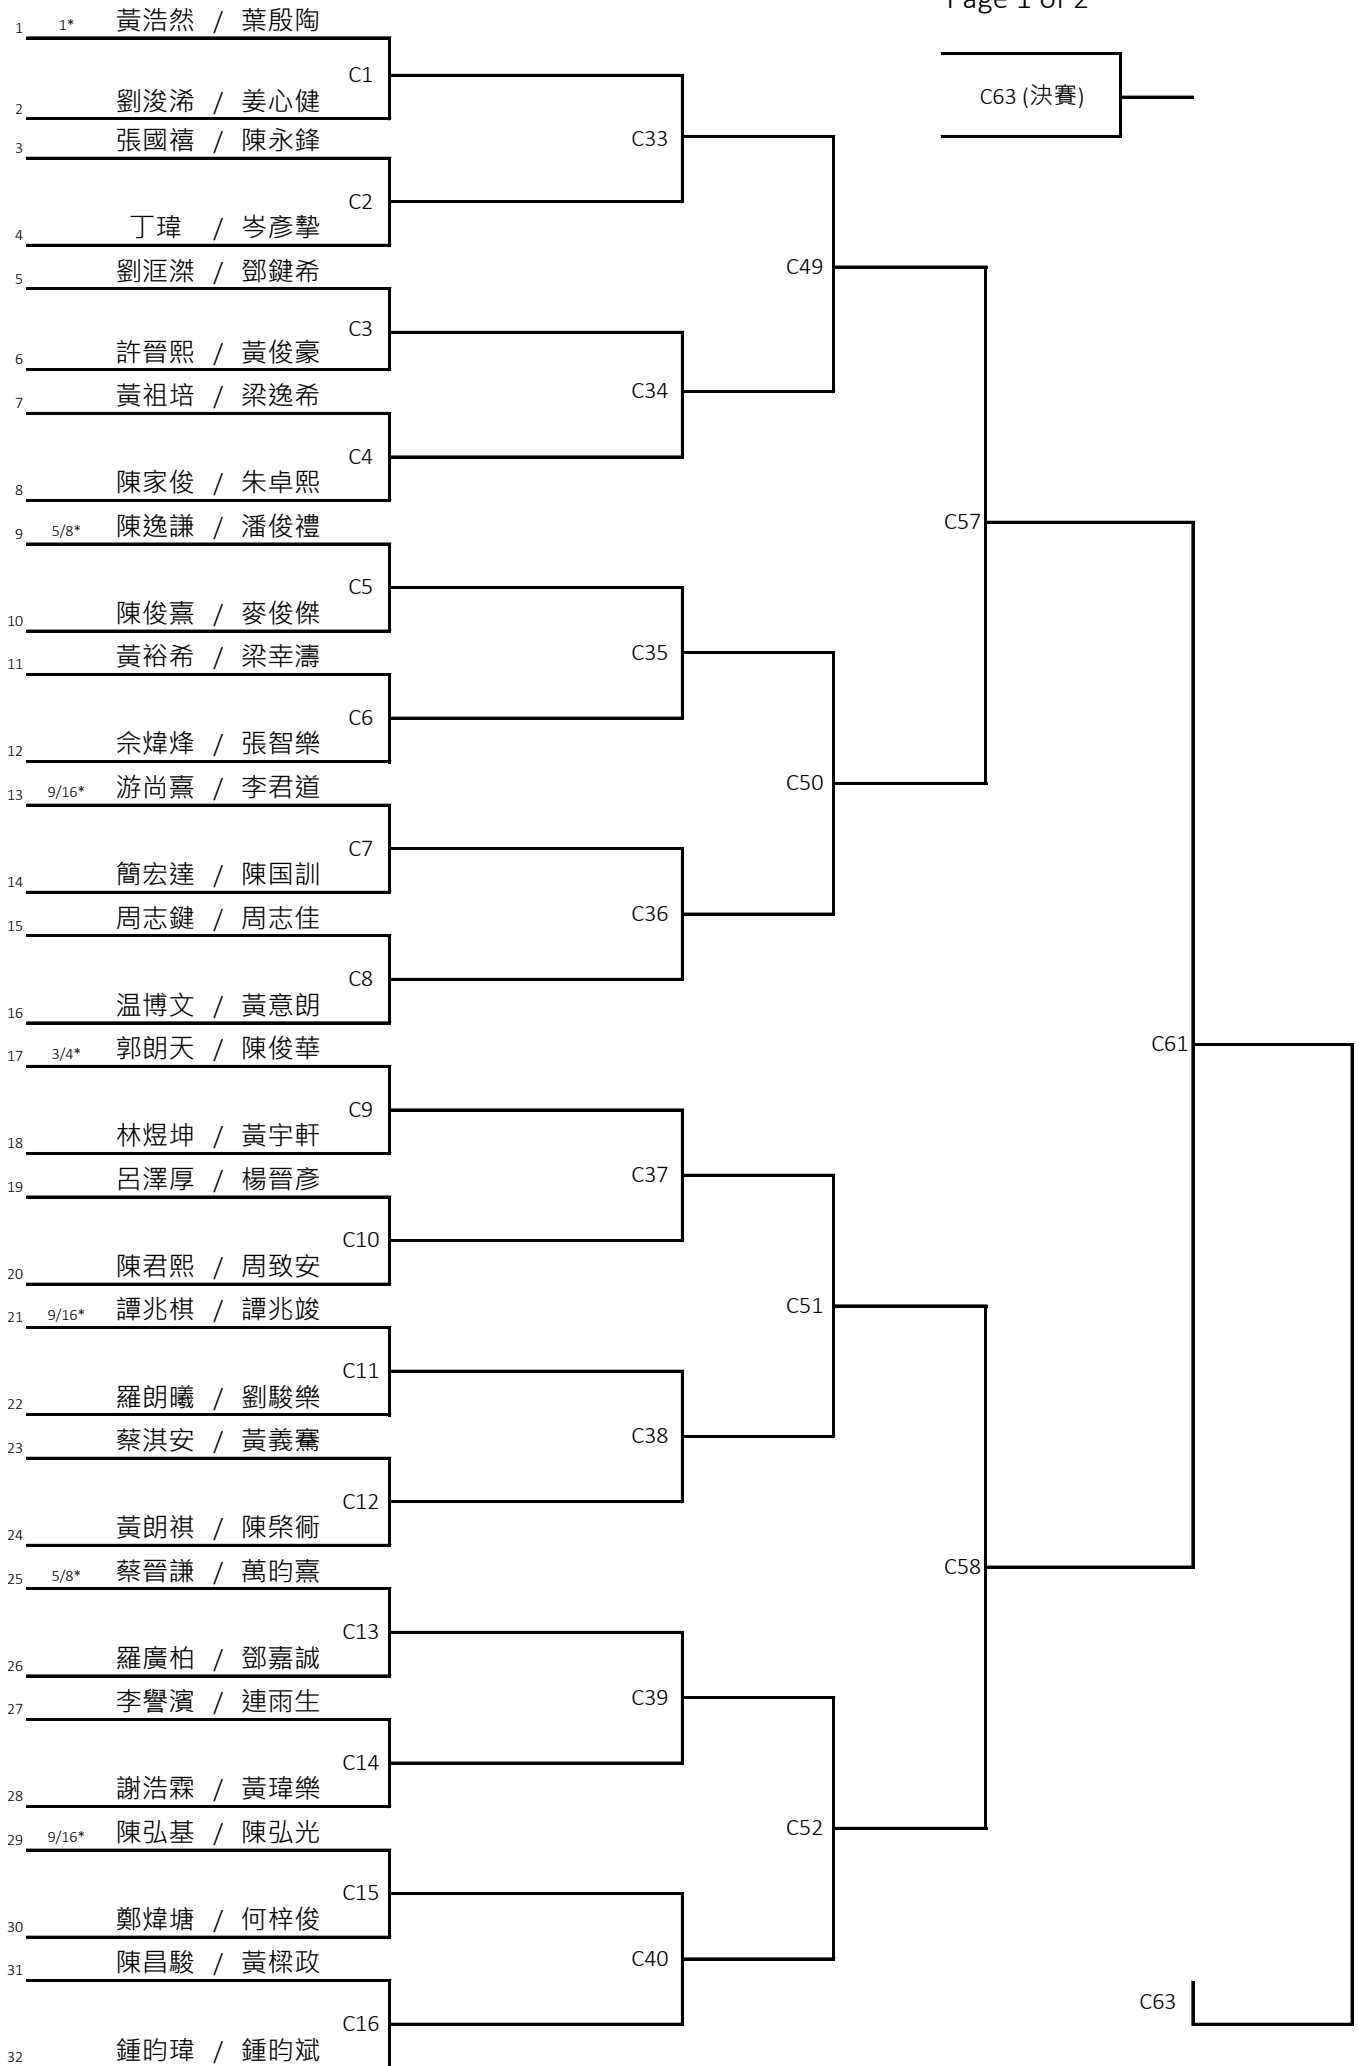 Page 1 of 2
C63 (決賽)
1 1* 黃浩然 / 葉殷陶
C1
2 劉浚浠 / 姜心健
3 張國禧 / 陳永鋒
C33
C2
4 丁瑋 / 岑彥摯
5 劉洭滐 / 鄧鍵希
C49
C3
6 許晉熙 / 黃俊豪
7 黃祖培 / 梁逸希
C34
C4
8 陳家俊 / 朱卓熙
9 5/8* 陳逸謙 / 潘俊禮
C57
C5
10 陳俊熹 / 麥俊傑
11 黃裕希 / 梁幸濤
C35
C6
12 佘煒烽 / 張智樂
13 9/16* 游尚熹 / 李君道
C50
C7
14 簡宏達 / 陳国訓
15 周志鍵 / 周志佳
C36
C8
16 温博文 / 黃意朗
17 3/4* 郭朗天 / 陳俊華
C61
C9
18 林煜坤 / 黃宇軒
19 呂澤厚 / 楊晉彥
C37
C10
20 陳君熙 / 周致安
21 9/16* 譚兆棋 / 譚兆竣
C51
C11
22 羅朗曦 / 劉駿樂
23 蔡淇安 / 黃義騫
C38
C12
24 黃朗祺 / 陳棨衕
25 5/8* 蔡晉謙 / 萬昀熹
C58
C13
26 羅廣柏 / 鄧嘉誠
27 李譽濱 / 連雨生
C39
C14
28 謝浩霖 / 黃瑋樂
29 9/16* 陳弘基 / 陳弘光
C52
C15
30 鄭煒塘 / 何梓俊
31 陳昌駿 / 黃樑政
C40
C63
C16
32 鍾昀瑋 / 鍾昀斌